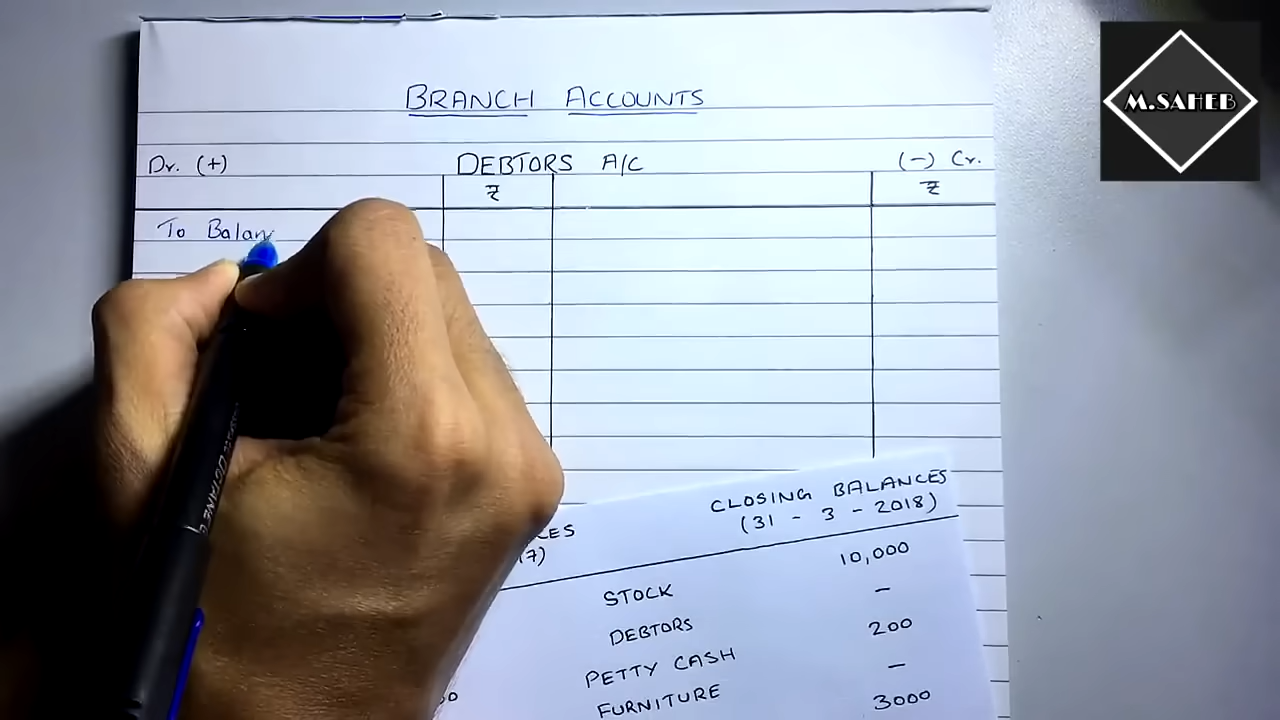 BRANCH ACCOUNTS
Dr. (+) DEBTORS A/C (-) Cr.
₹ ₹
To Balan
CLOSING BALANCES
(31 - 3 - 2018)
STOCK 10,000
DEBTORS -
PETTY CASH 200
FURNITURE -
3000
M.SAHEB